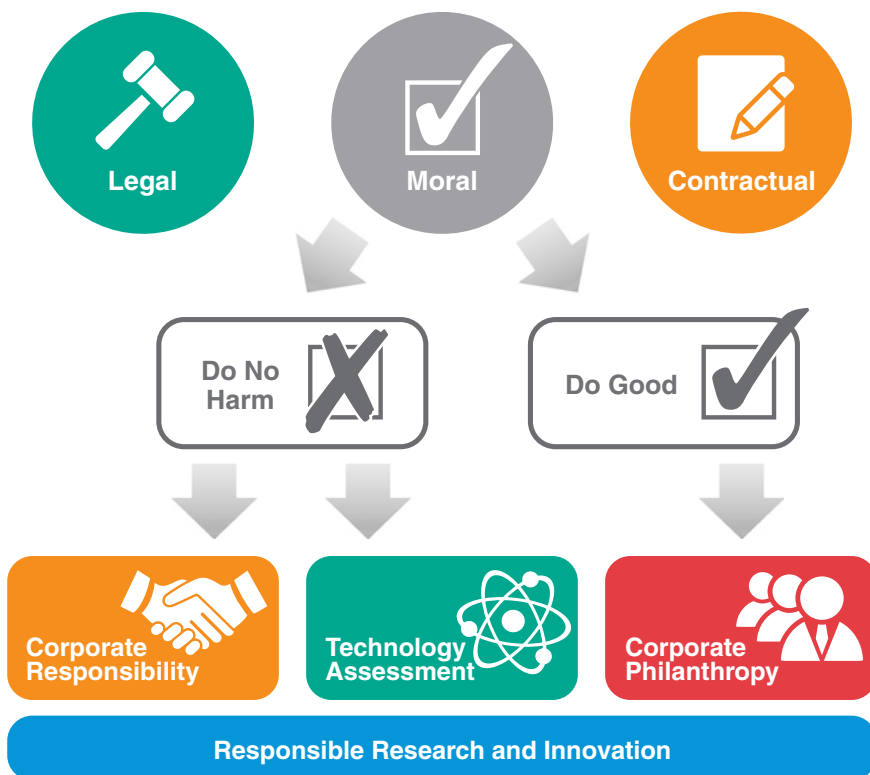 Legal
Moral
Contractual
Do No
Harm
Do Good
Corporate
Responsibility
Technology
Assessment
Corporate
Philanthropy
Responsible Research and Innovation